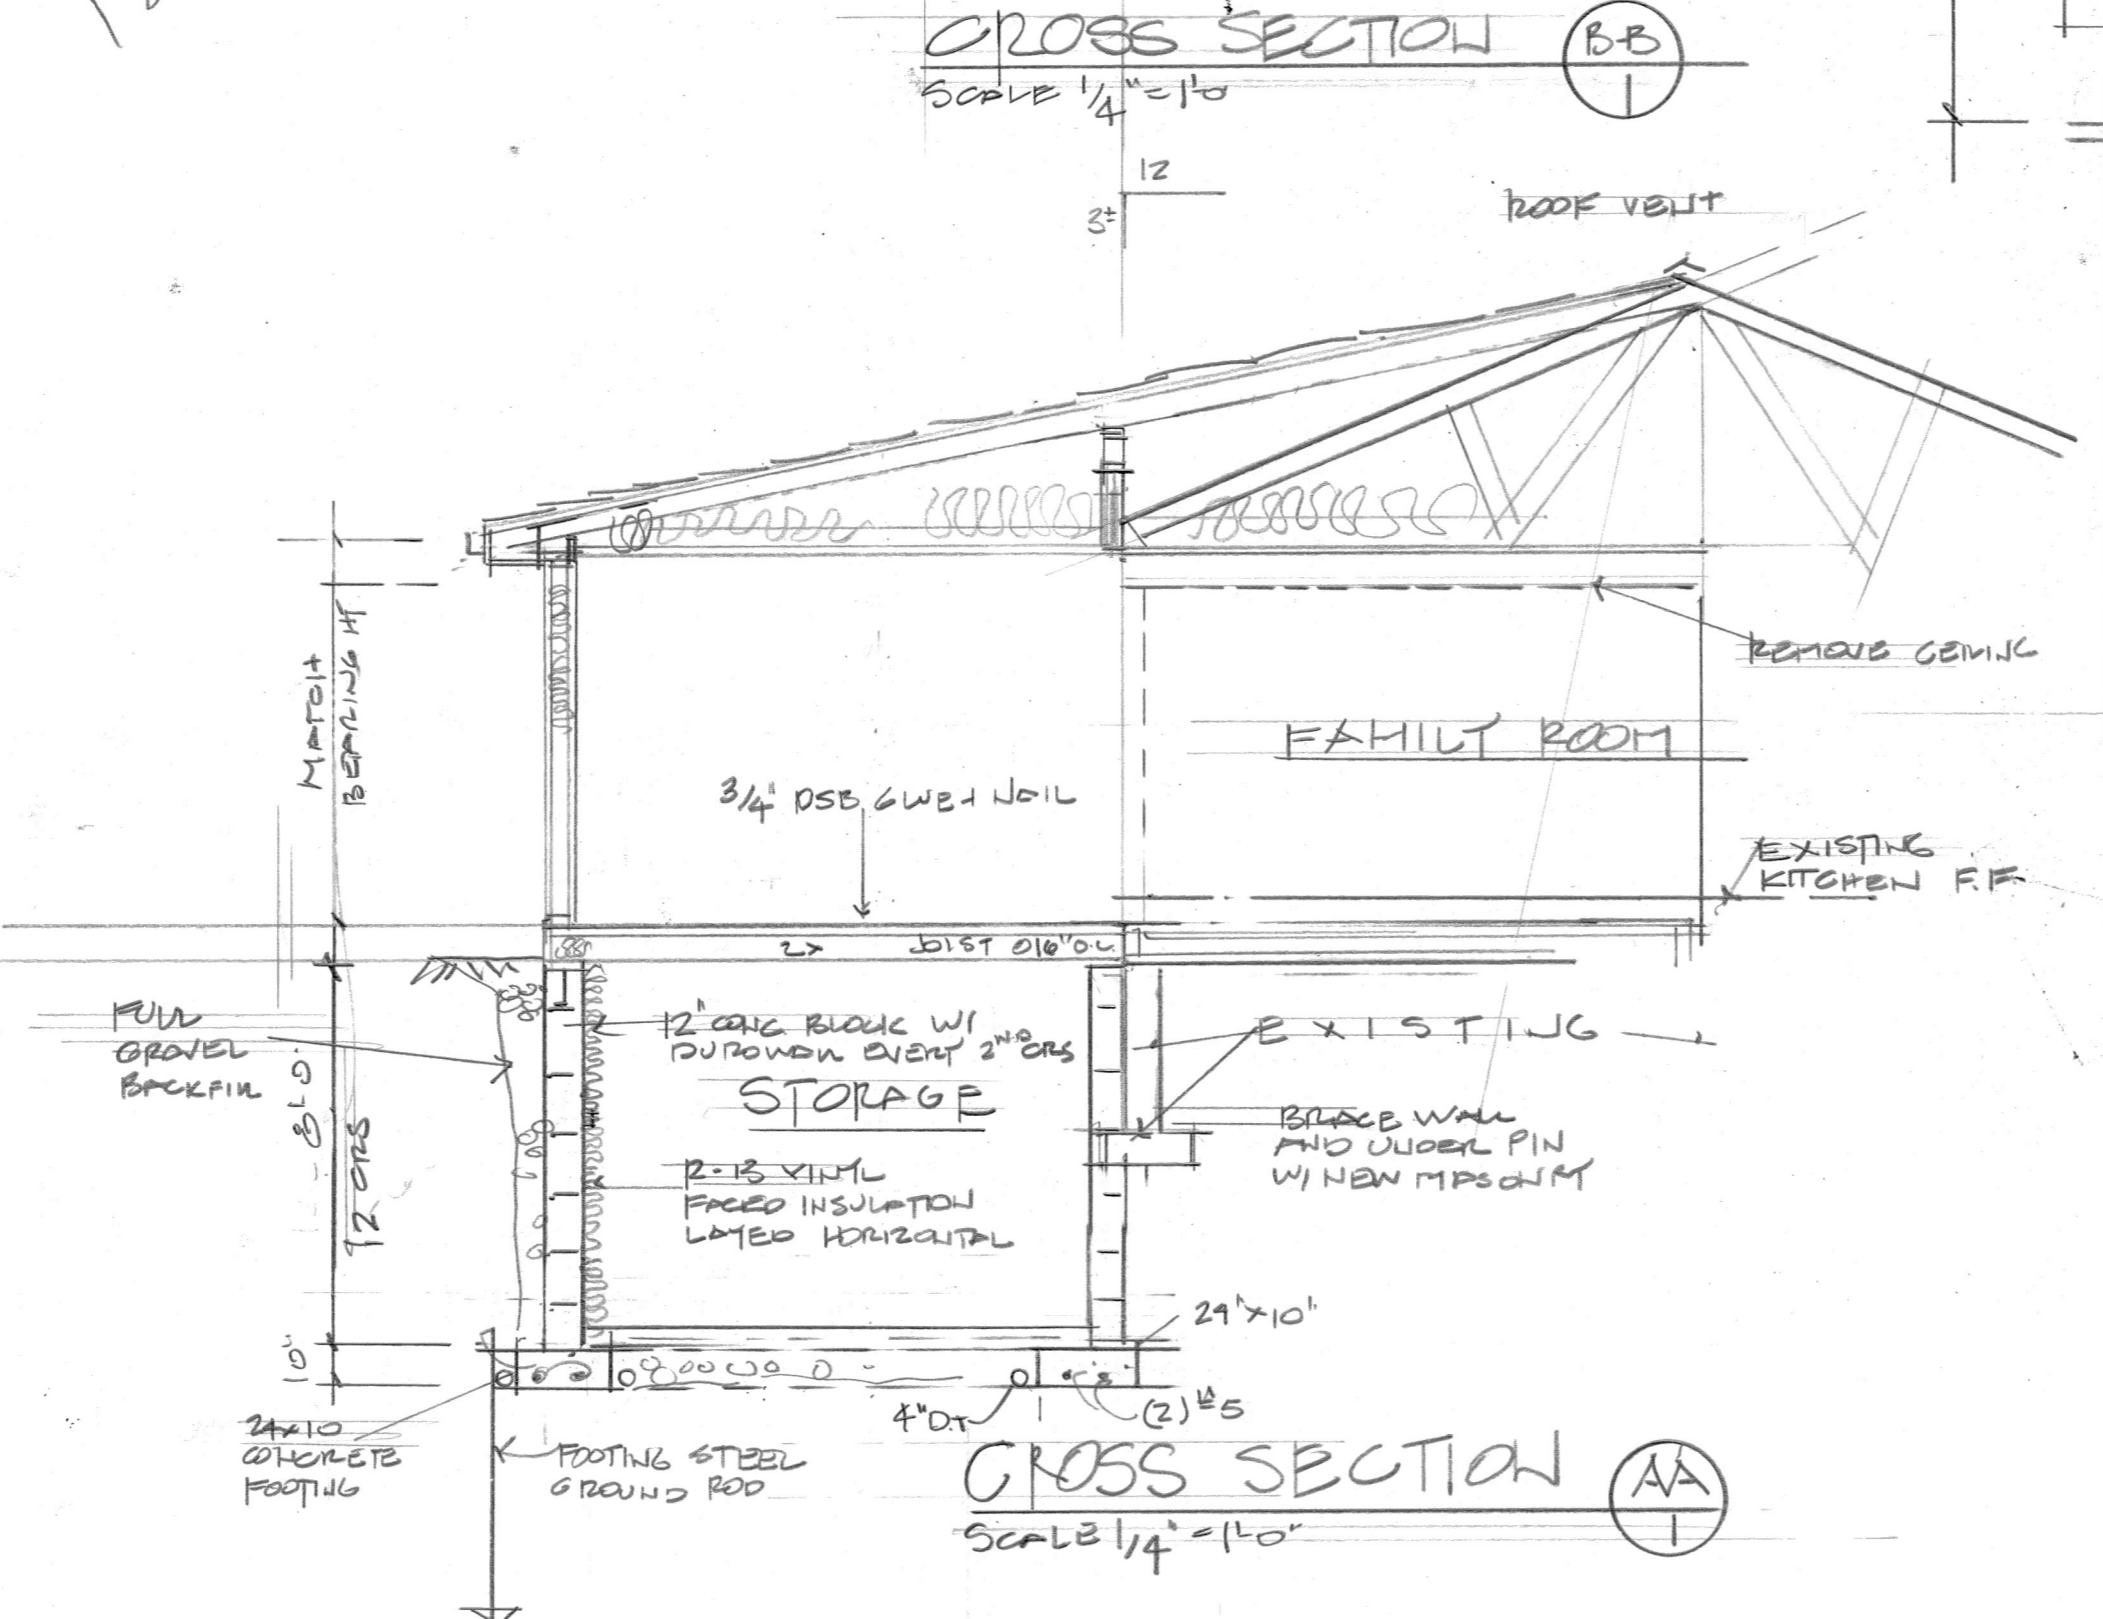 CROSS SECTION B-B
1
SCALE 1/4" = 1'0
12
3±
ROOF VENT
REMOVE CEILING
MATCH
BEARING HT
FAMILY ROOM
3/4" OSB, GLUE + NAIL
EXISTING
KITCHEN F.F.
2x JOIST @16" O.C.
FULL
GRAVEL
BACKFILL
8'-0"
12 CRS
12" CONC BLOCK W/
DUROWALL EVERY 2ND CRS
EXISTING
STORAGE
BRACE WALL
AND UNDER PIN
W/ NEW MASONRY
R-13 VINYL
FACED INSULATION
LAYED HORIZONTAL
24"x10"
10"
4" D.T
(2) #5
24x10
CONCRETE
FOOTING
FOOTING STEEL
GROUND ROD
CROSS SECTION A/A
1
SCALE 1/4" = 1'-0"